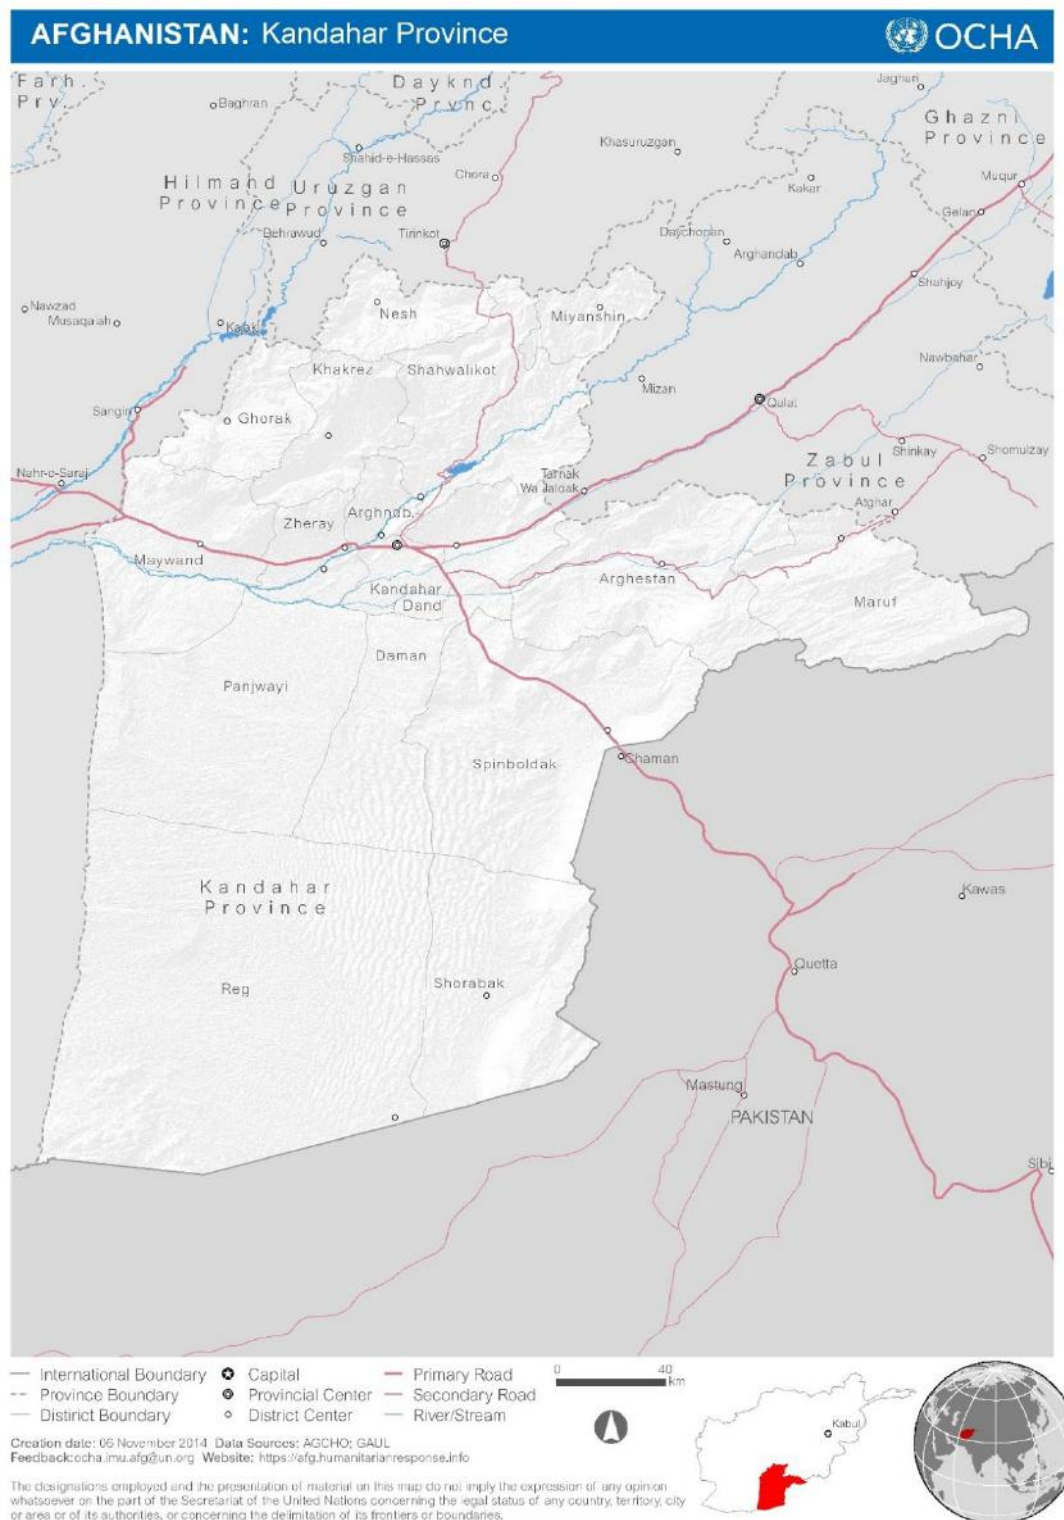 AFGHANISTAN: Kandahar Province
OCHA
Farh.
Prv.
Dayknd.
Prvnc.
Jaghuri
Baghran
Ghazni
Province
Khasuruzgan
Shahid-e-Hassas
Chora
Kakar
Muqur
Hilmand
Province
Uruzgan
Province
Gelan
Dehrawud
Tirinkot
Daychopan
Arghandab
Shahjoy
Nawzad
Musaqalah
Kajaki
Nesh
Miyanshin
Nawbahar
Khakrez
Shahwalikot
Mizan
Qulat
Sangin
Ghorak
Shinkay
Shomulzay
Zabul
Province
Nahr-e-Saraj
Tarnak
Wa Jaldak
Atghar
Zheray
Arghndb.
Maywand
Arghestan
Kandahar
Dand
Maruf
Daman
Panjwayi
Spinboldak
Chaman
Kandahar
Province
Kawas
Quetta
Reg
Shorabak
Mastung
PAKISTAN
Sibi
International Boundary
Capital
Primary Road
0 40
km
Province Boundary
Provincial Center
Secondary Road
Distirict Boundary
District Center
River/Stream
Kabul
Creation date: 06 November 2014 Data Sources: AGCHO; GAUL
Feedback:ocha.imu.afg@un.org Website: https://afg.humanitarianresponse.info
The designations employed and the presentation of material on this map do not imply the expression of any opinion
whatsoever on the part of the Secretariat of the United Nations concerning the legal status of any country, territory, city
or area or of its authorities, or concerning the delimitation of its frontiers or boundaries.